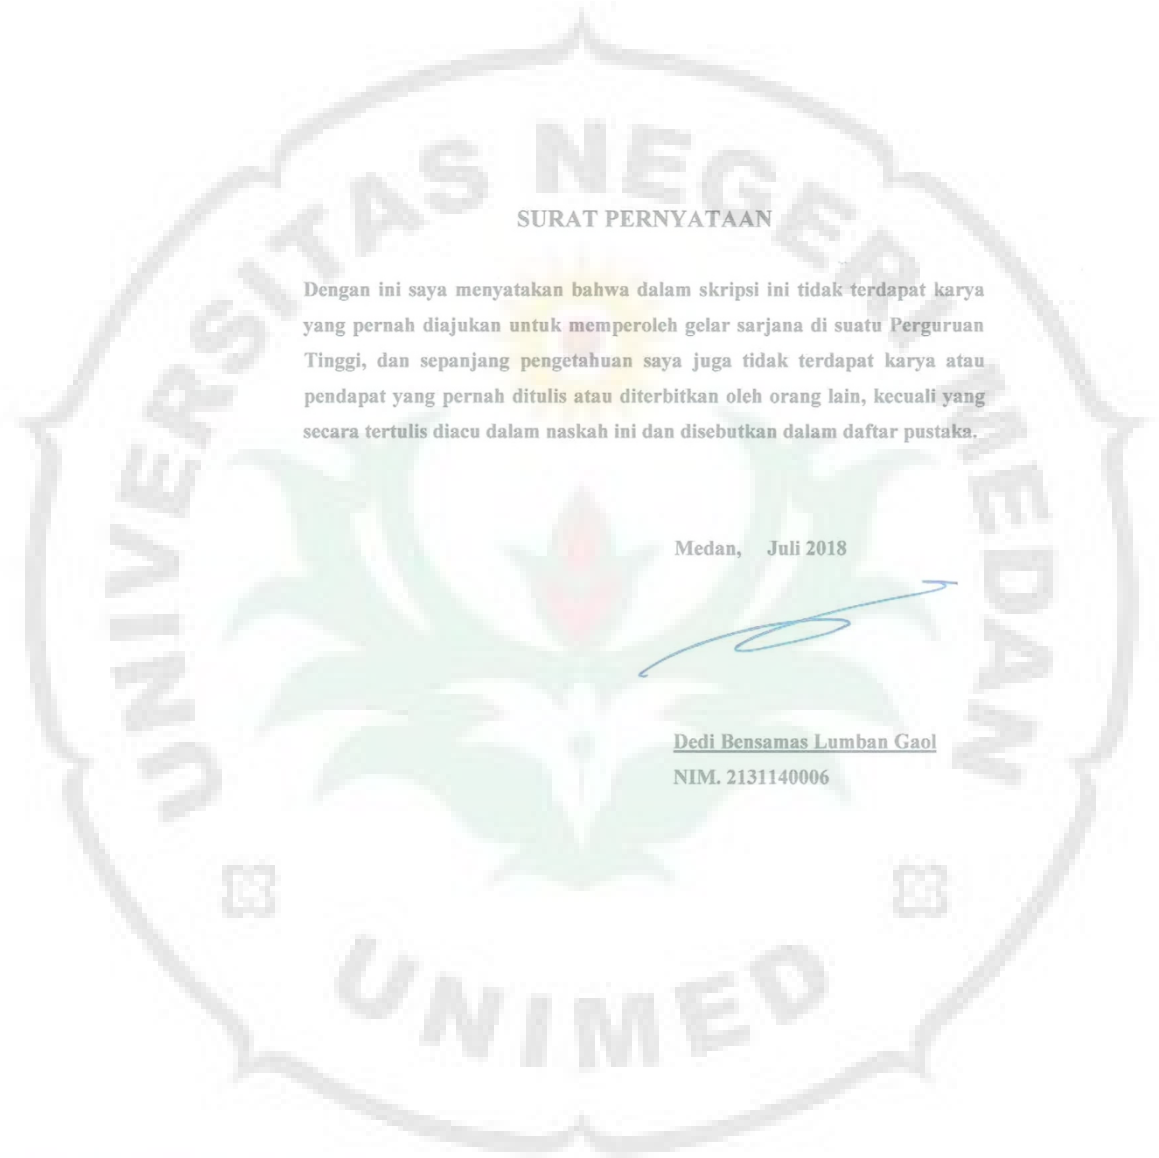 UNIVERSITAS NEGERI MEDAN
SURAT PERNYATAAN
Dengan ini saya menyatakan bahwa dalam skripsi ini tidak terdapat karya
yang pernah diajukan untuk memperoleh gelar sarjana di suatu Perguruan
Tinggi, dan sepanjang pengetahuan saya juga tidak terdapat karya atau
pendapat yang pernah ditulis atau diterbitkan oleh orang lain, kecuali yang
secara tertulis diacu dalam naskah ini dan disebutkan dalam daftar pustaka.
Medan, Juli 2018
Dedi Bensamas Lumban Gaol
NIM. 2131140006
UNIMED